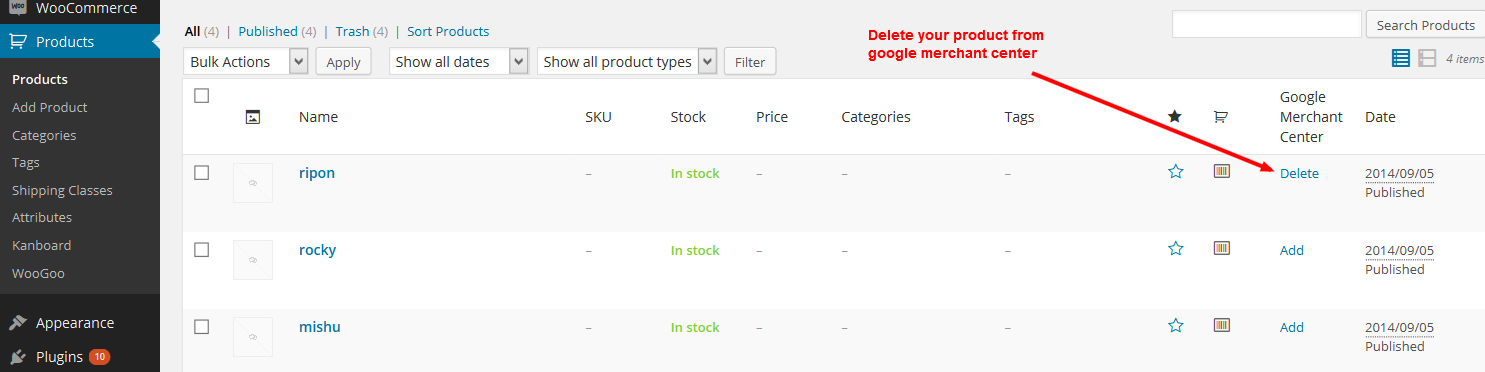 WooCommerce
Products
Products
Add Product
Categories
Tags
Shipping Classes
Attributes
Kanboard
WooGoo
Appearance
Plugins 10
All (4) | Published (4) | Trash (4) | Sort Products
Search Products
Delete your product from
google merchant center
Bulk Actions Apply Show all dates Show all product types Filter
4 items
Name SKU Stock Price Categories Tags Google Merchant Center Date
ripon – In stock – – – Delete 2014/09/05
Published
rocky – In stock – – – Add 2014/09/05
Published
mishu – In stock – – – Add 2014/09/05
Published